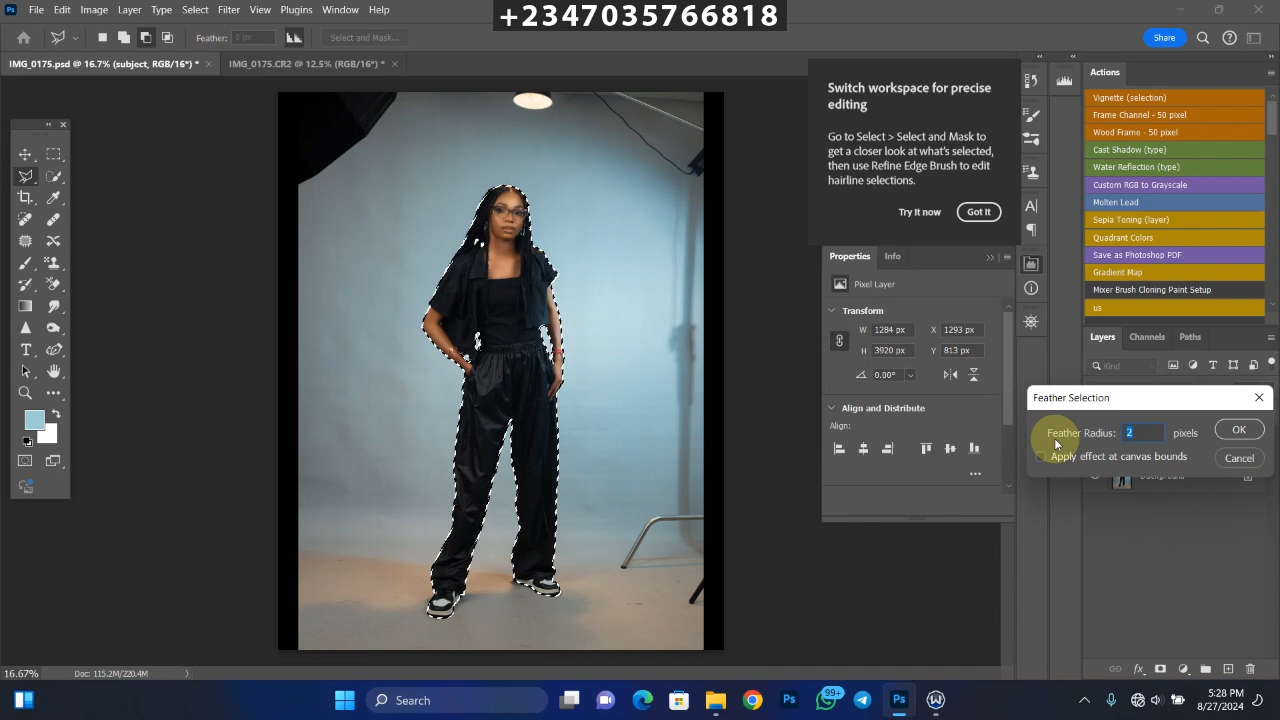 +2347035766818
Ps File Edit Image Layer Type Select Filter View Plugins Window Help
Feather: 0 px Select and Mask... Share
IMG_0175.psd @ 16.7% (subject, RGB/16*) * × IMG_0175.CR2 @ 12.5% (RGB/16*) * ×
Switch workspace for precise
editing
Go to Select > Select and Mask to
get a closer look at what's selected,
then use Refine Edge Brush to edit
hairline selections.
Try it now Got it
Properties Info
Pixel Layer
Transform
W 1284 px X 1293 px
H 3920 px Y 813 px
0.00°
Align and Distribute
Align:
Actions
Vignette (selection)
Frame Channel - 50 pixel
Wood Frame - 50 pixel
Cast Shadow (type)
Water Reflection (type)
Custom RGB to Grayscale
Molten Lead
Sepia Toning (layer)
Quadrant Colors
Save as Photoshop PDF
Gradient Map
Mixer Brush Cloning Paint Setup
us
Layers Channels Paths
Kind
Feather Selection
Feather Radius: 2 pixels OK
Apply effect at canvas bounds Cancel
Background
16.67% Doc: 115.2M/220.4M
Search
99+
5:28 PM
8/27/2024